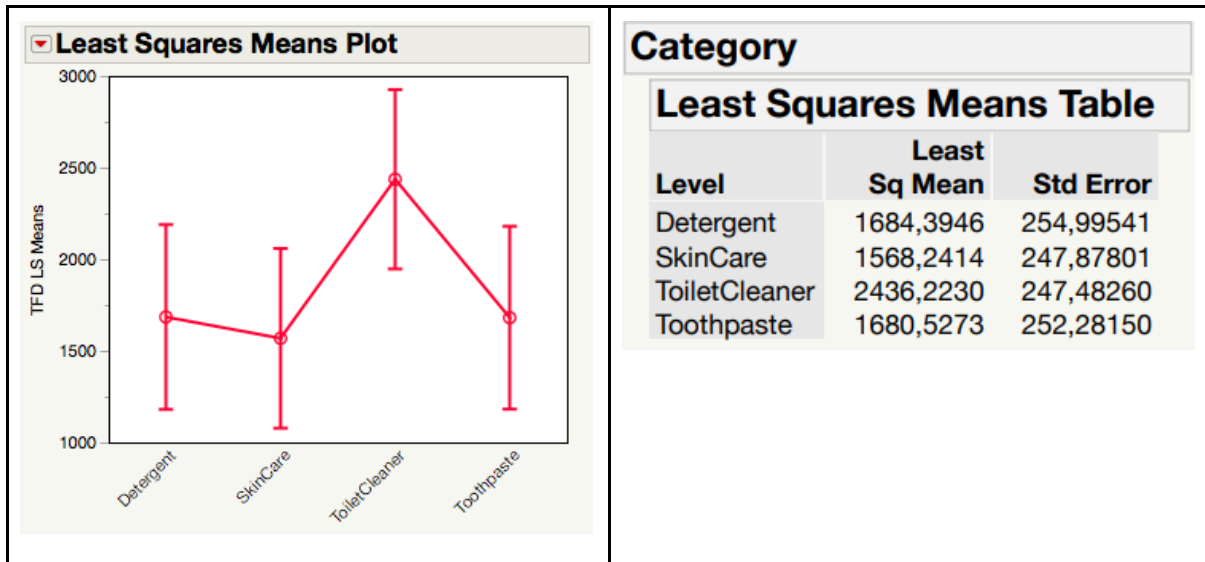 Least Squares Means Plot
3000
2500
2000
1500
1000
TFD LS Means
Detergent
SkinCare
ToiletCleaner
Toothpaste
Category
Least Squares Means Table
Least
Level Sq Mean Std Error
Detergent 1684,3946 254,99541
SkinCare 1568,2414 247,87801
ToiletCleaner 2436,2230 247,48260
Toothpaste 1680,5273 252,28150